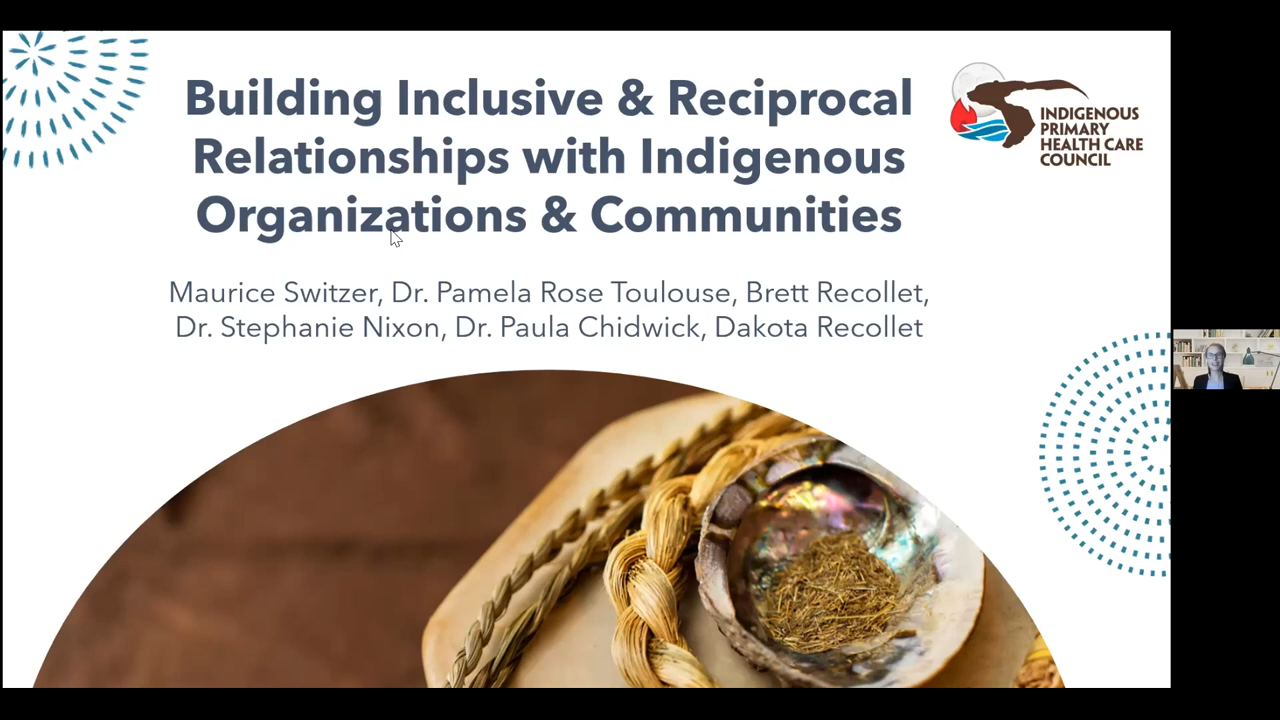 Building Inclusive & Reciprocal
Relationships with Indigenous
Organizations & Communities
INDIGENOUS
PRIMARY
HEALTH CARE
COUNCIL
Maurice Switzer, Dr. Pamela Rose Toulouse, Brett Recollet,
Dr. Stephanie Nixon, Dr. Paula Chidwick, Dakota Recollet